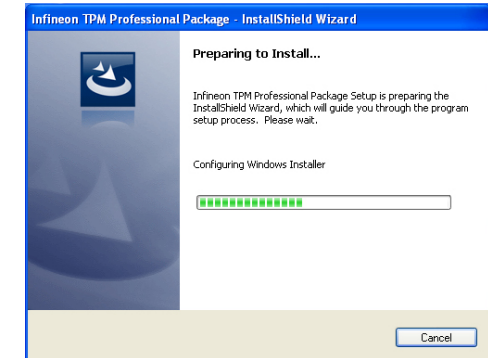 Infineon TPM Professional Package - InstallShield Wizard
Preparing to Install...
Infineon TPM Professional Package Setup is preparing the
InstallShield Wizard, which will guide you through the program
setup process. Please wait.
Configuring Windows Installer
Cancel